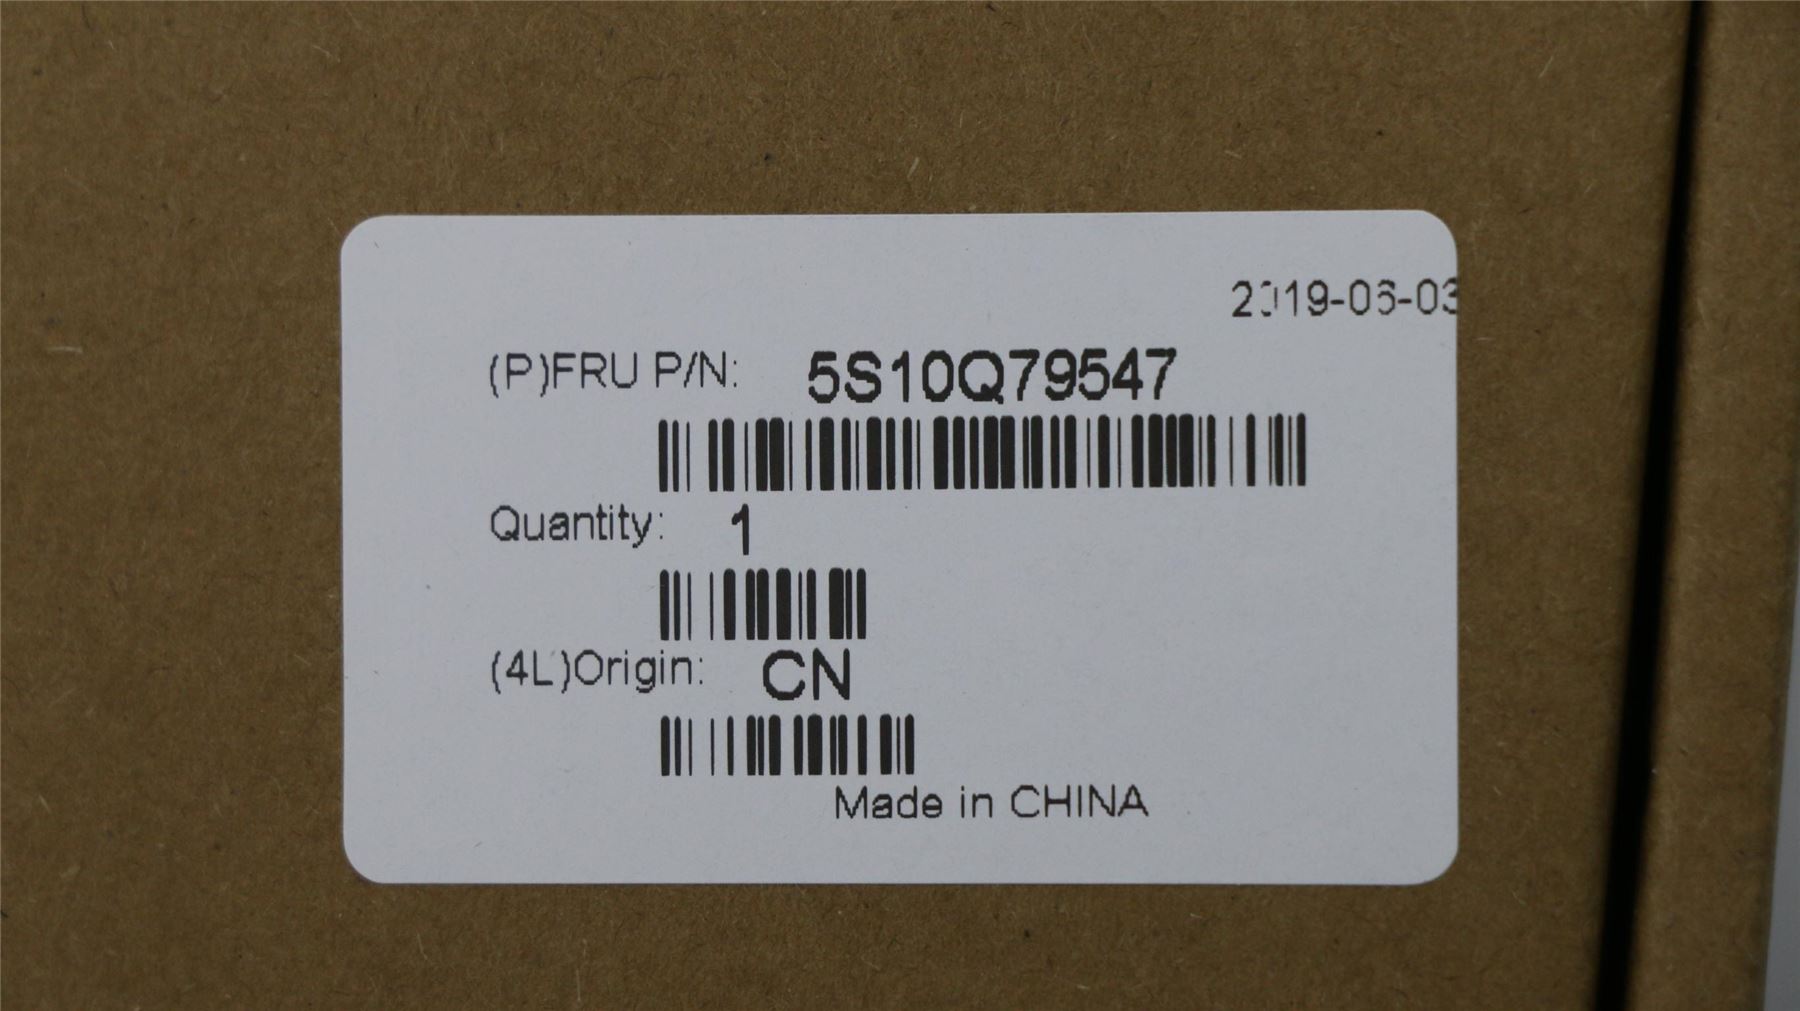 2019-06-03
(P)FRU P/N: 5S10Q79547
Quantity: 1
(4L)Origin: CN
Made in CHINA